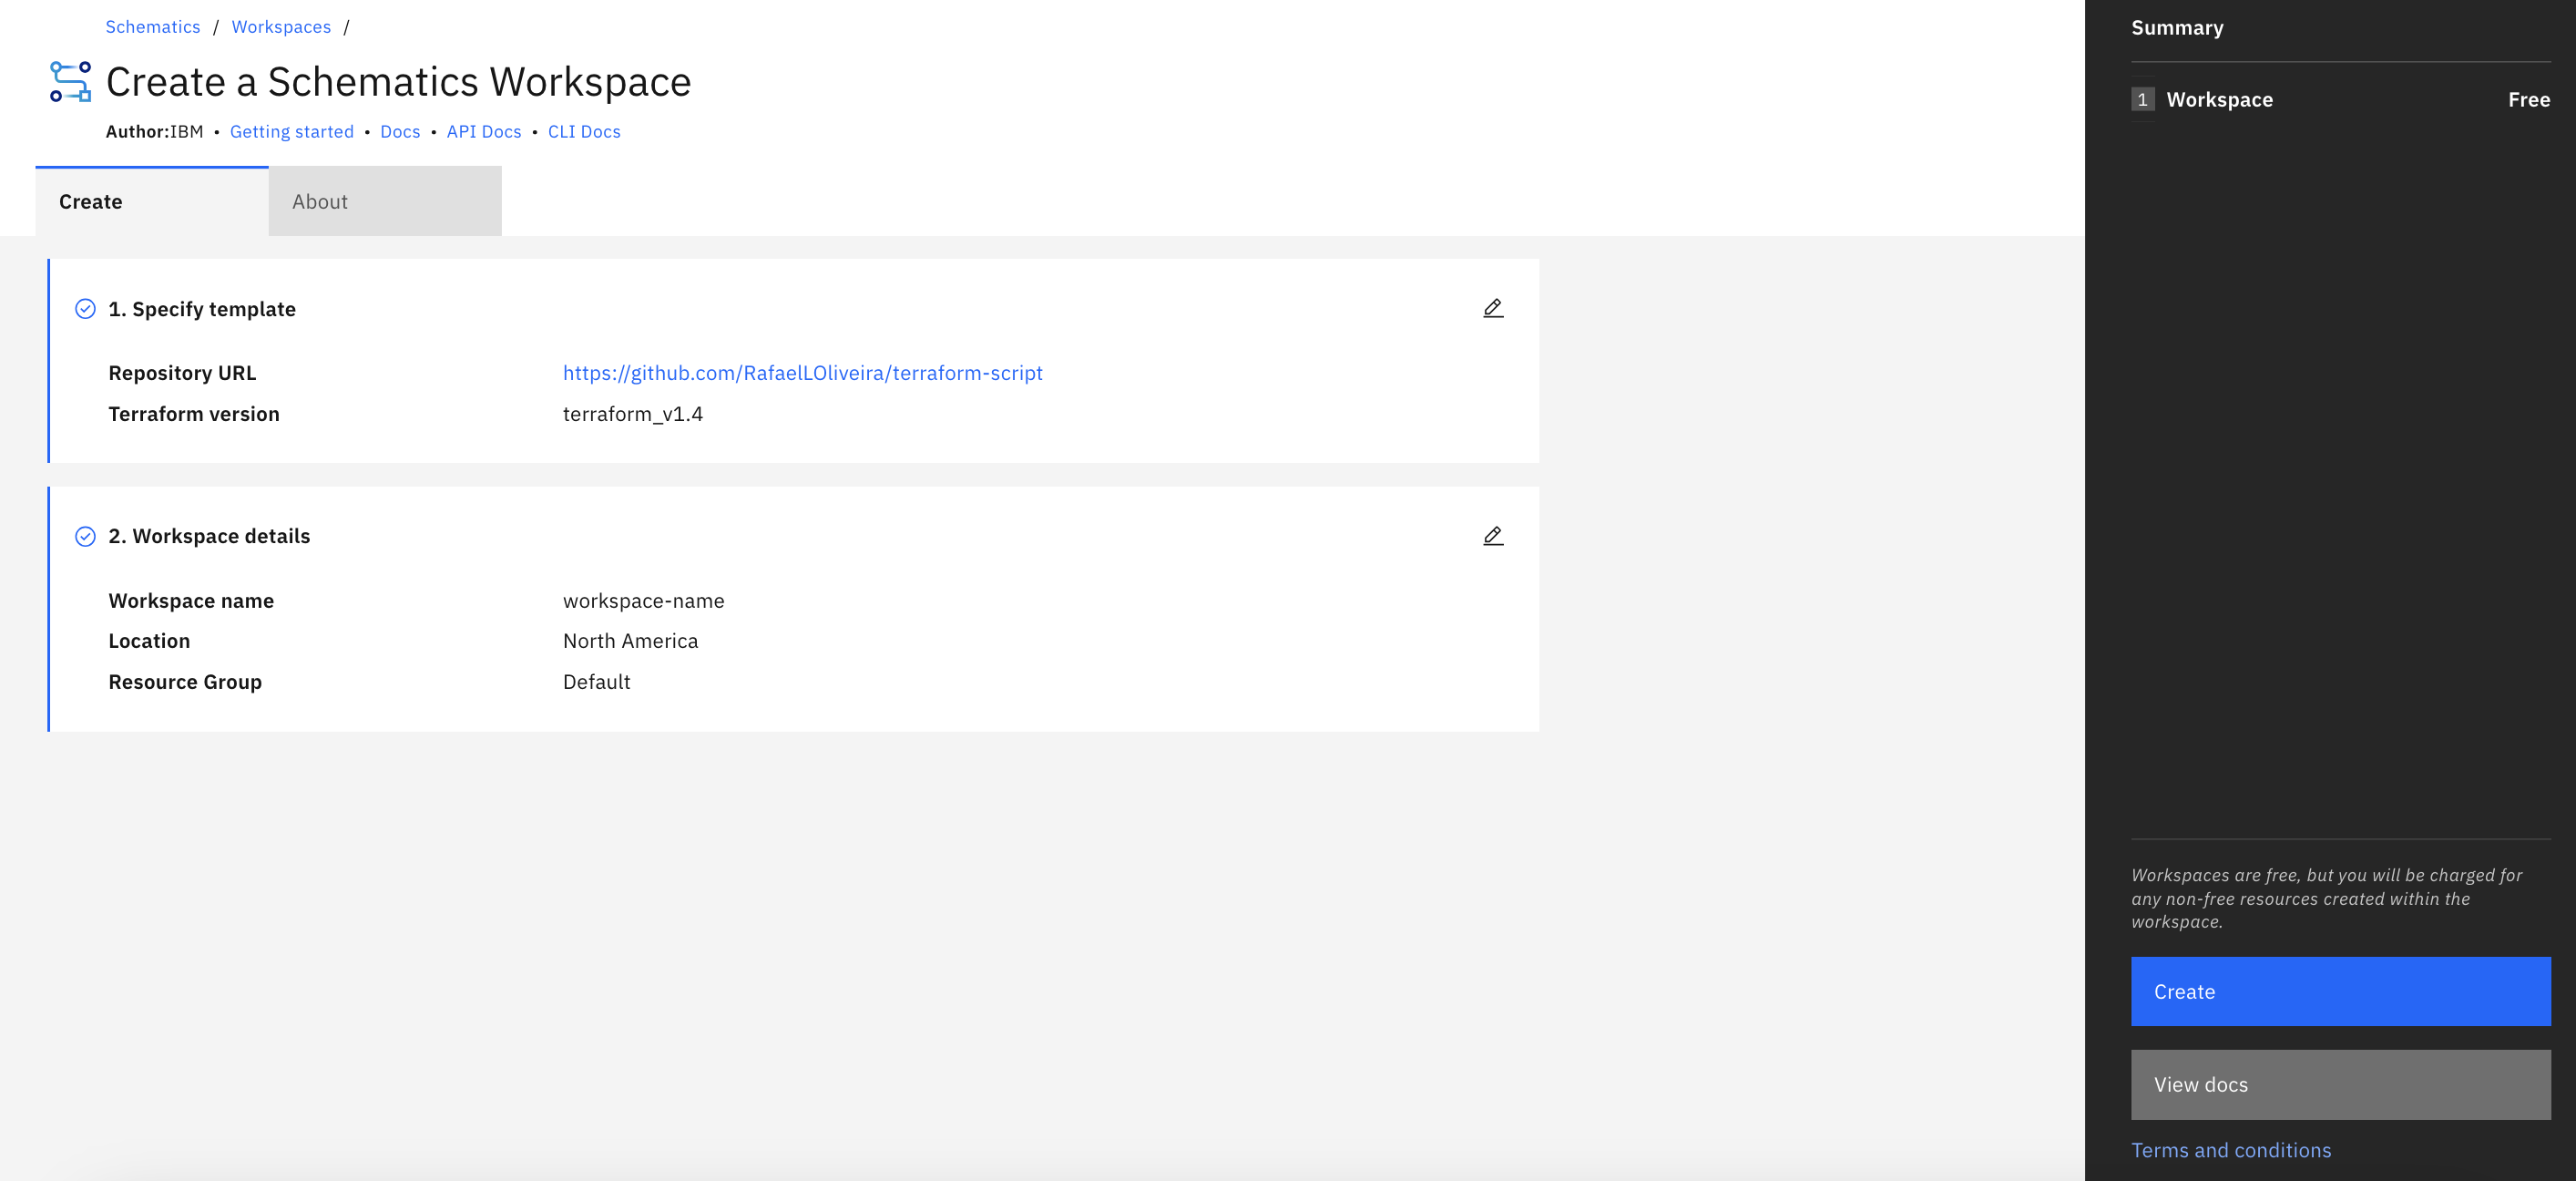 Schematics / Workspaces /
Create a Schematics Workspace
Author:IBM • Getting started • Docs • API Docs • CLI Docs
Create
About
1. Specify template
Repository URL https://github.com/RafaelLOliveira/terraform-script
Terraform version terraform_v1.4
2. Workspace details
Workspace name workspace-name
Location North America
Resource Group Default
Summary
1 Workspace Free
Workspaces are free, but you will be charged for
any non-free resources created within the
workspace.
Create
View docs
Terms and conditions